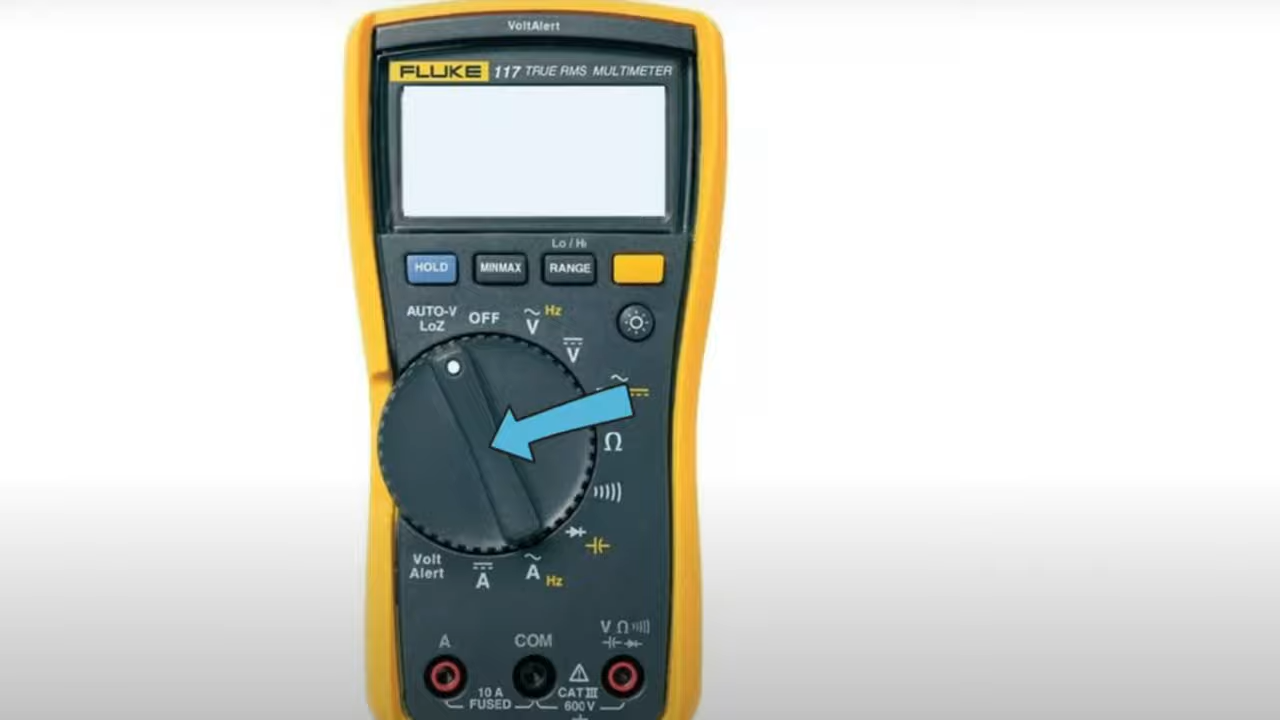 VoltAlert
FLUKE 117 TRUE RMS MULTIMETER
Lo / Hi
HOLD MINMAX RANGE
AUTO-V
LoZ
OFF
V Hz
V
Ω
Volt
Alert
A
A Hz
A COM V Ω
10 A
FUSED
CAT III
600 V